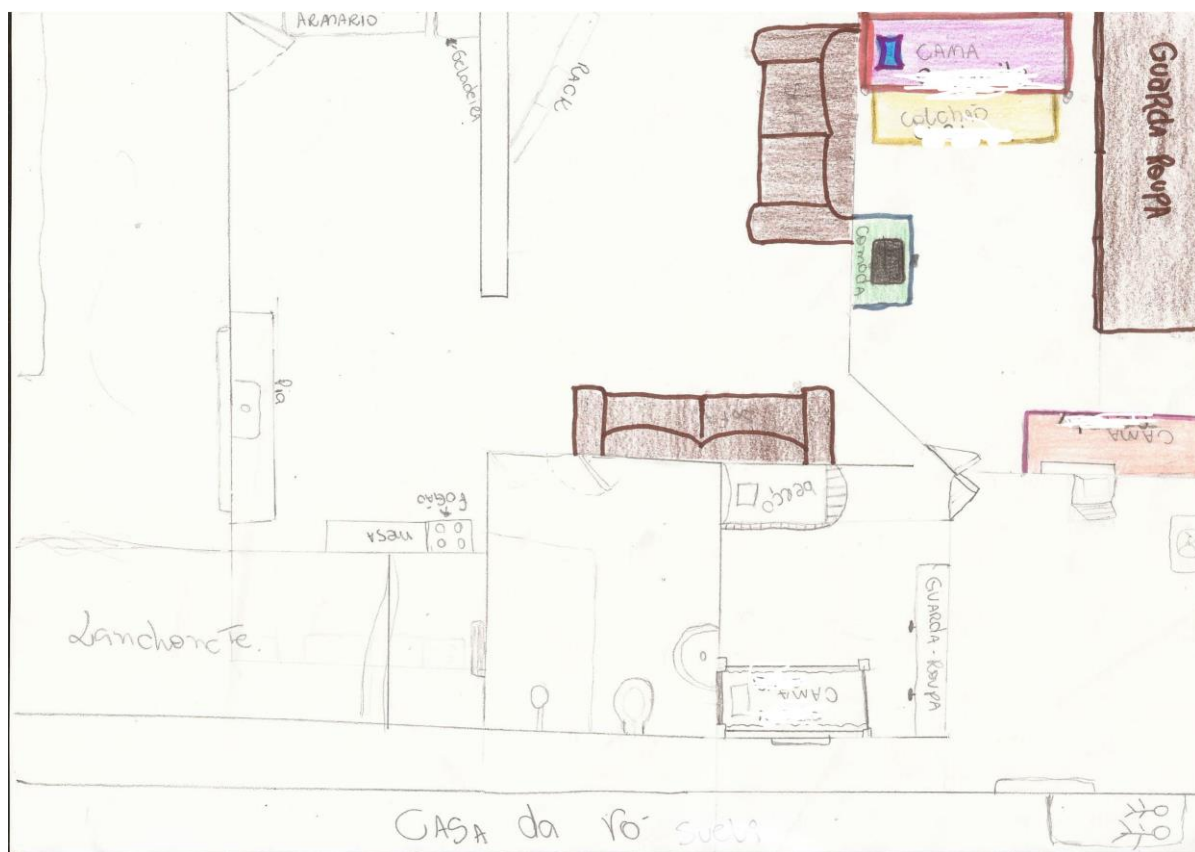 ARMARIO
Geladeira
RACK
CAMA
colchão
GUARDA ROUPA
COMODA
Pia
CAMA
FOGÃO
MESA
berço
GUARDA-ROUPA
Lanchonete.
CAMA
CASA da vó